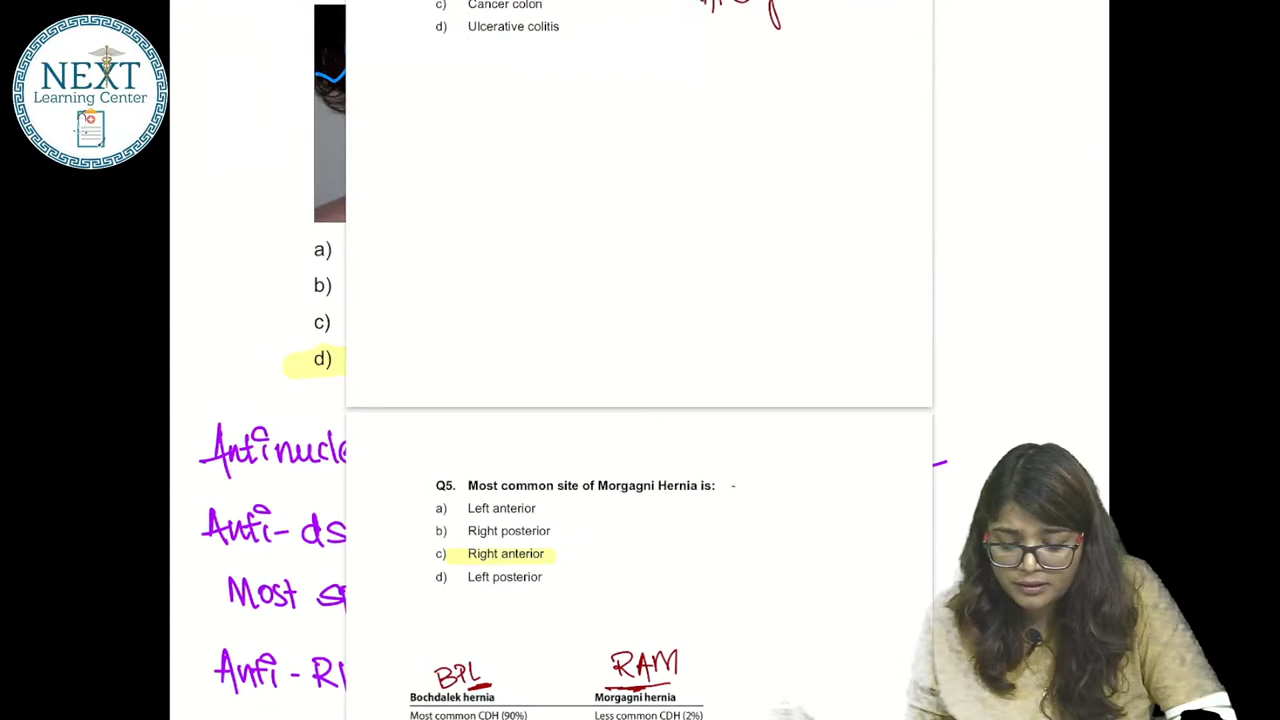 NEXT
Learning Center
c) Cancer colon
d) Ulcerative colitis
a)
b)
c)
d)
Antinucle
Anti-ds
Most
Anti-R
Q5. Most common site of Morgagni Hernia is: -
a) Left anterior
b) Right posterior
c) Right anterior
d) Left posterior
BPL RAM
Bochdalek hernia Morgagni hernia
Most common CDH (90%) Less common CDH (2%)